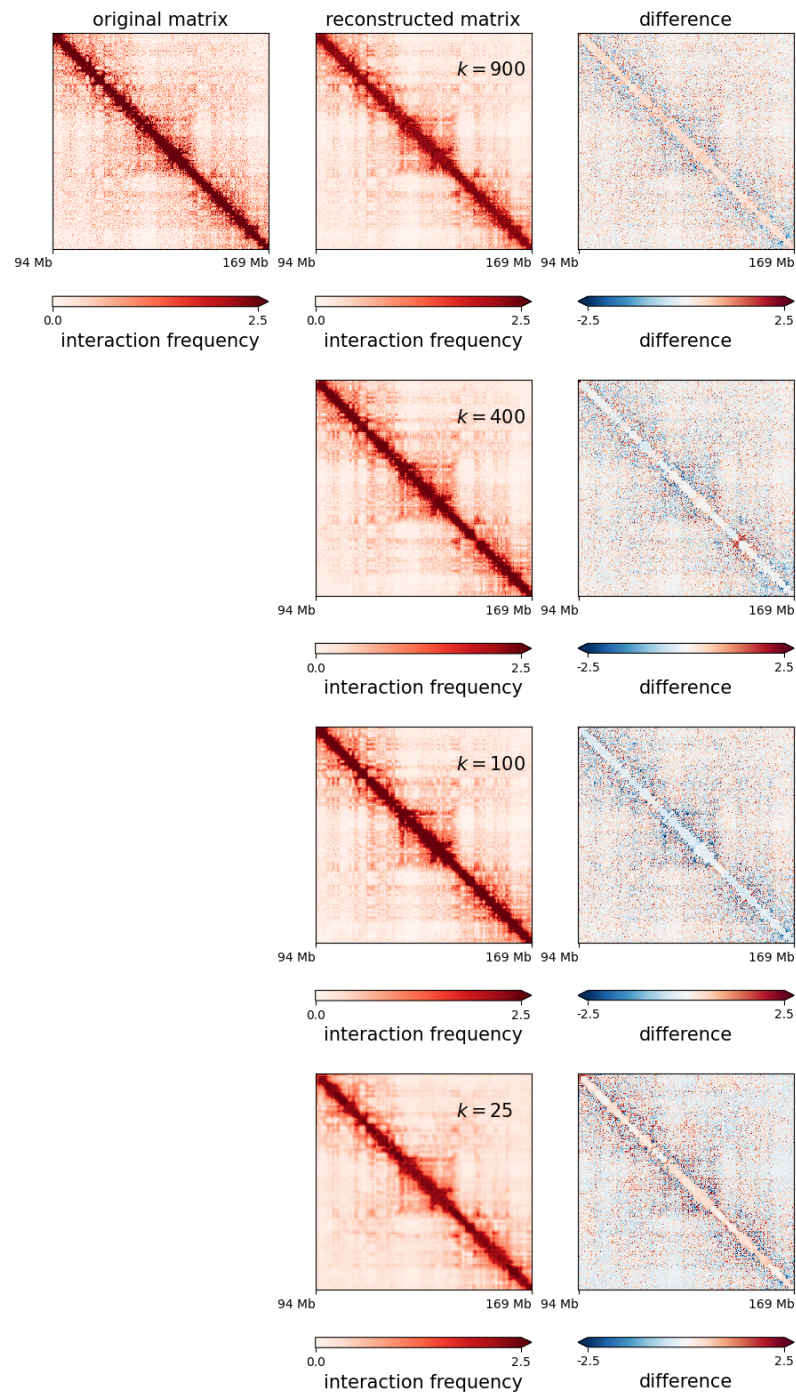 original matrix reconstructed matrix difference
k = 900
94 Mb 169 Mb 94 Mb 169 Mb 94 Mb 169 Mb
0.0 2.5 0.0 2.5 -2.5 2.5
interaction frequency interaction frequency difference
k = 400
94 Mb 169 Mb 94 Mb 169 Mb
0.0 2.5 -2.5 2.5
interaction frequency difference
k = 100
94 Mb 169 Mb 94 Mb 169 Mb
0.0 2.5 -2.5 2.5
interaction frequency difference
k = 25
94 Mb 169 Mb 94 Mb 169 Mb
0.0 2.5 -2.5 2.5
interaction frequency difference